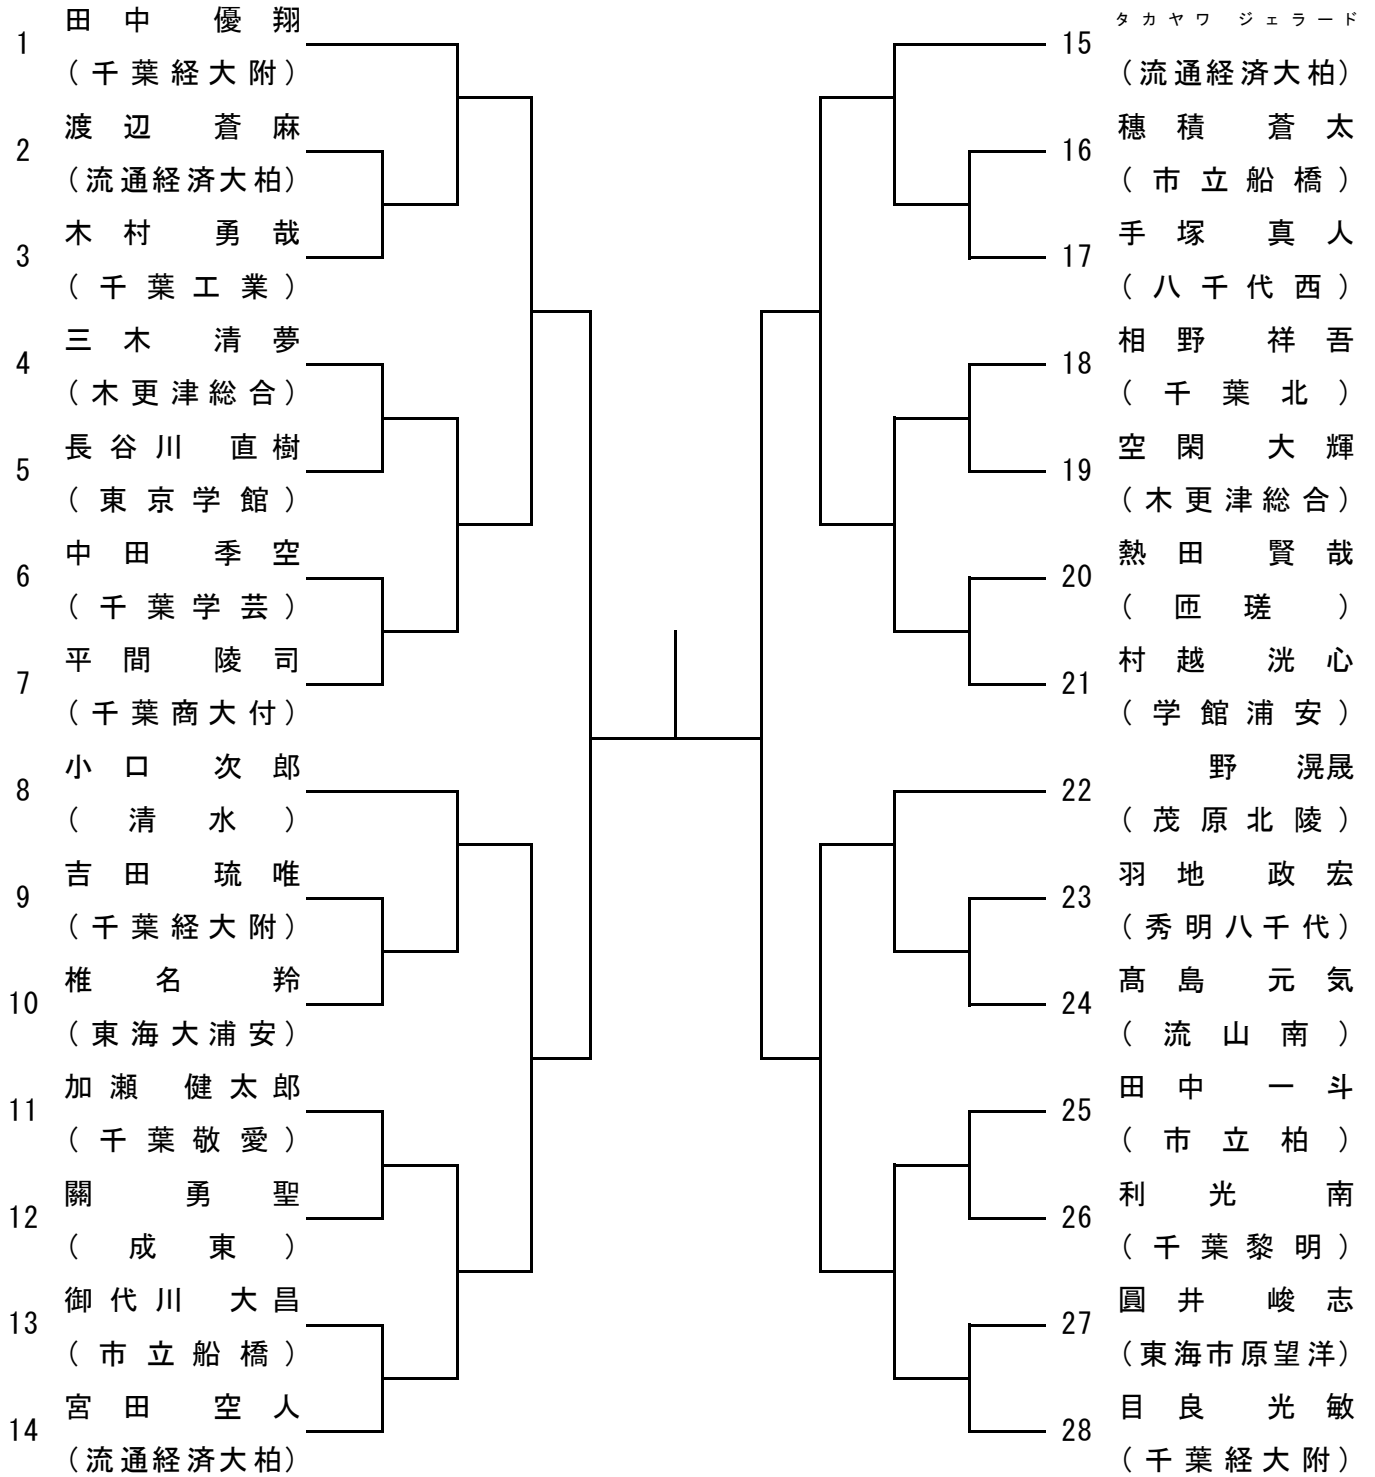 田中 優翔
1
(千葉経大附)
渡辺 蒼麻
2
(流通経済大柏)
木村 勇哉
3
(千葉工業)
三木 清夢
4
(木更津総合)
長谷川 直樹
5
(東京学館)
中田 季空
6
(千葉学芸)
平間 陵司
7
(千葉商大付)
小口 次郎
8
(清水)
吉田 琉唯
9
(千葉経大附)
椎名 羚
10
(東海大浦安)
加瀬 健太郎
11
(千葉敬愛)
關 勇聖
12
(成東)
御代川 大昌
13
(市立船橋)
宮田 空人
14
(流通経済大柏)
タカヤワ ジェラード
15
(流通経済大柏)
穗積 蒼太
16
(市立船橋)
手塚 真人
17
(八千代西)
相野 祥吾
18
(千葉北)
空閑 大輝
19
(木更津総合)
熱田 賢哉
20
(匝瑳)
村越 洸心
21
(学館浦安)
野 滉晟
22
(茂原北陵)
羽地 政宏
23
(秀明八千代)
髙島 元気
24
(流山南)
田中 一斗
25
(市立柏)
利光 南
26
(千葉黎明)
圓井 峻志
27
(東海市原望洋)
目良 光敏
28
(千葉経大附)